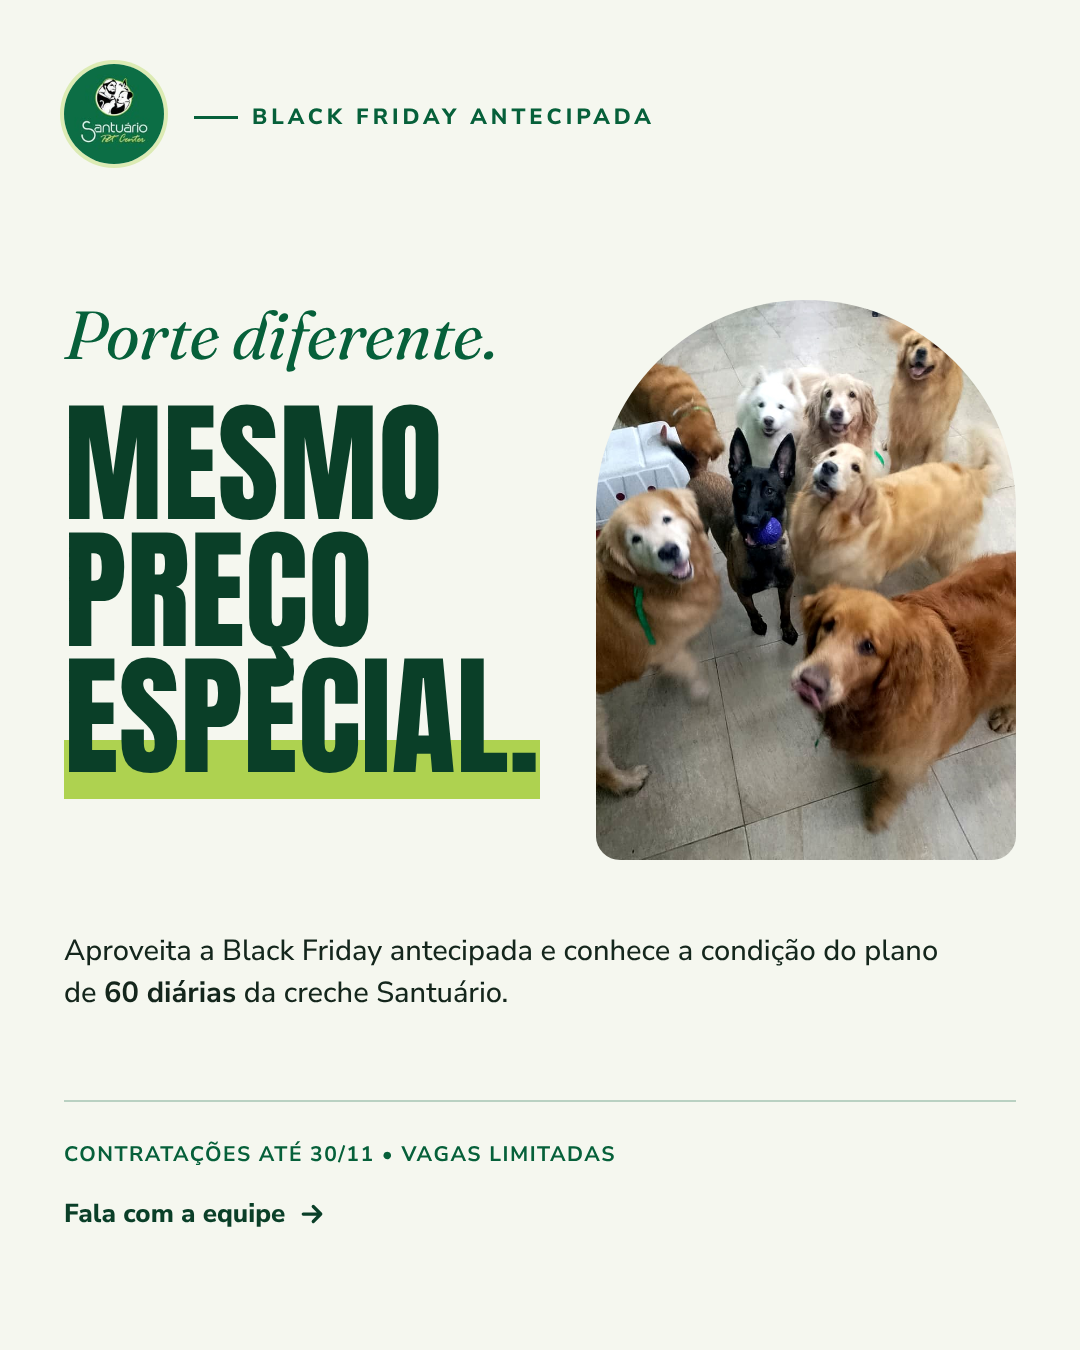 Santuário
Pet Center
BLACK FRIDAY ANTECIPADA
Porte diferente.
MESMO
PREÇO
ESPECIAL.
Aproveita a Black Friday antecipada e conhece a condição do plano
de 60 diárias da creche Santuário.
CONTRATAÇÕES ATÉ 30/11 • VAGAS LIMITADAS
Fala com a equipe →